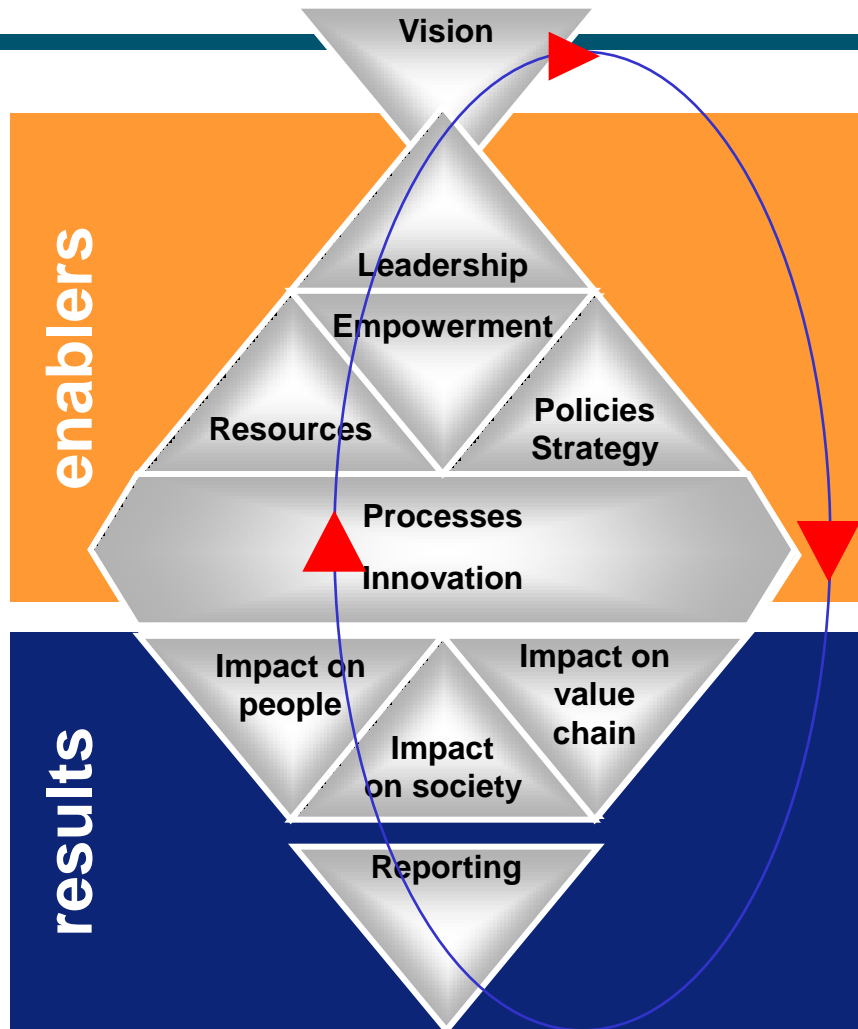 Vision
enablers
Leadership
Empowerment
Resources
Policies
Strategy
Processes
Innovation
results
Impact on
people
Impact on
value
chain
Impact
on society
Reporting